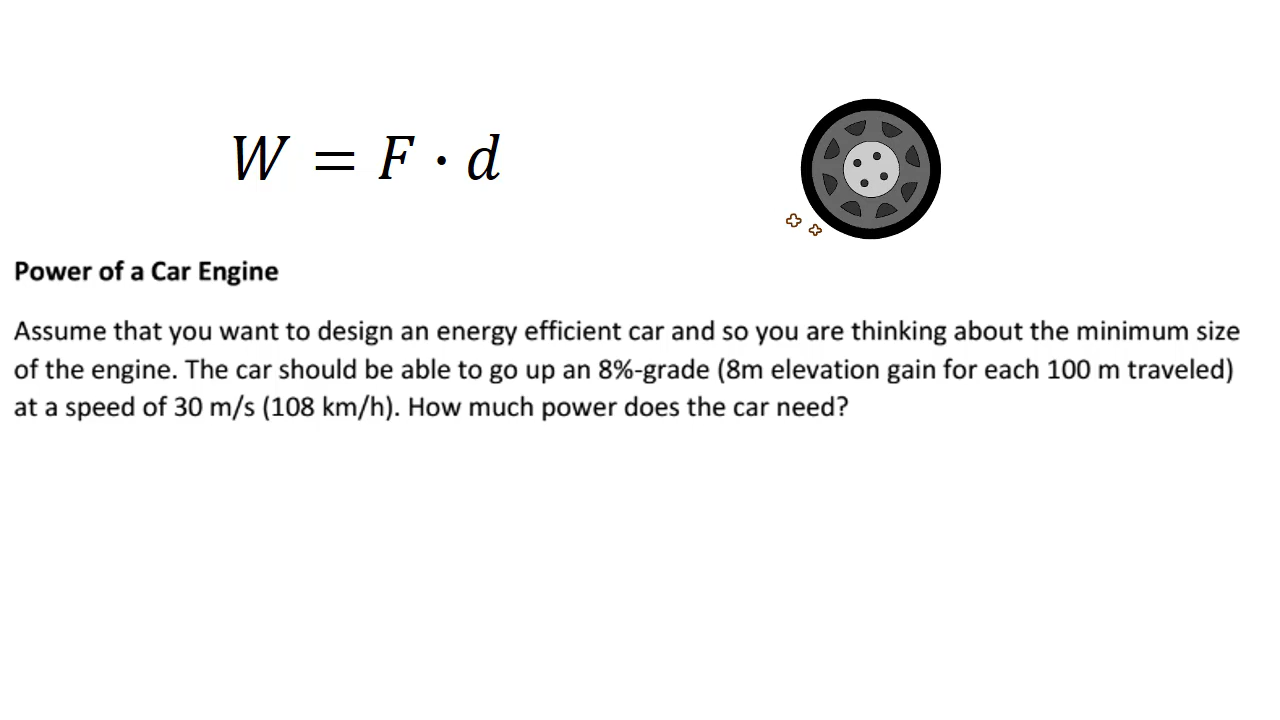 W = F · d
Power of a Car Engine
Assume that you want to design an energy efficient car and so you are thinking about the minimum size
of the engine. The car should be able to go up an 8%-grade (8m elevation gain for each 100 m traveled)
at a speed of 30 m/s (108 km/h). How much power does the car need?